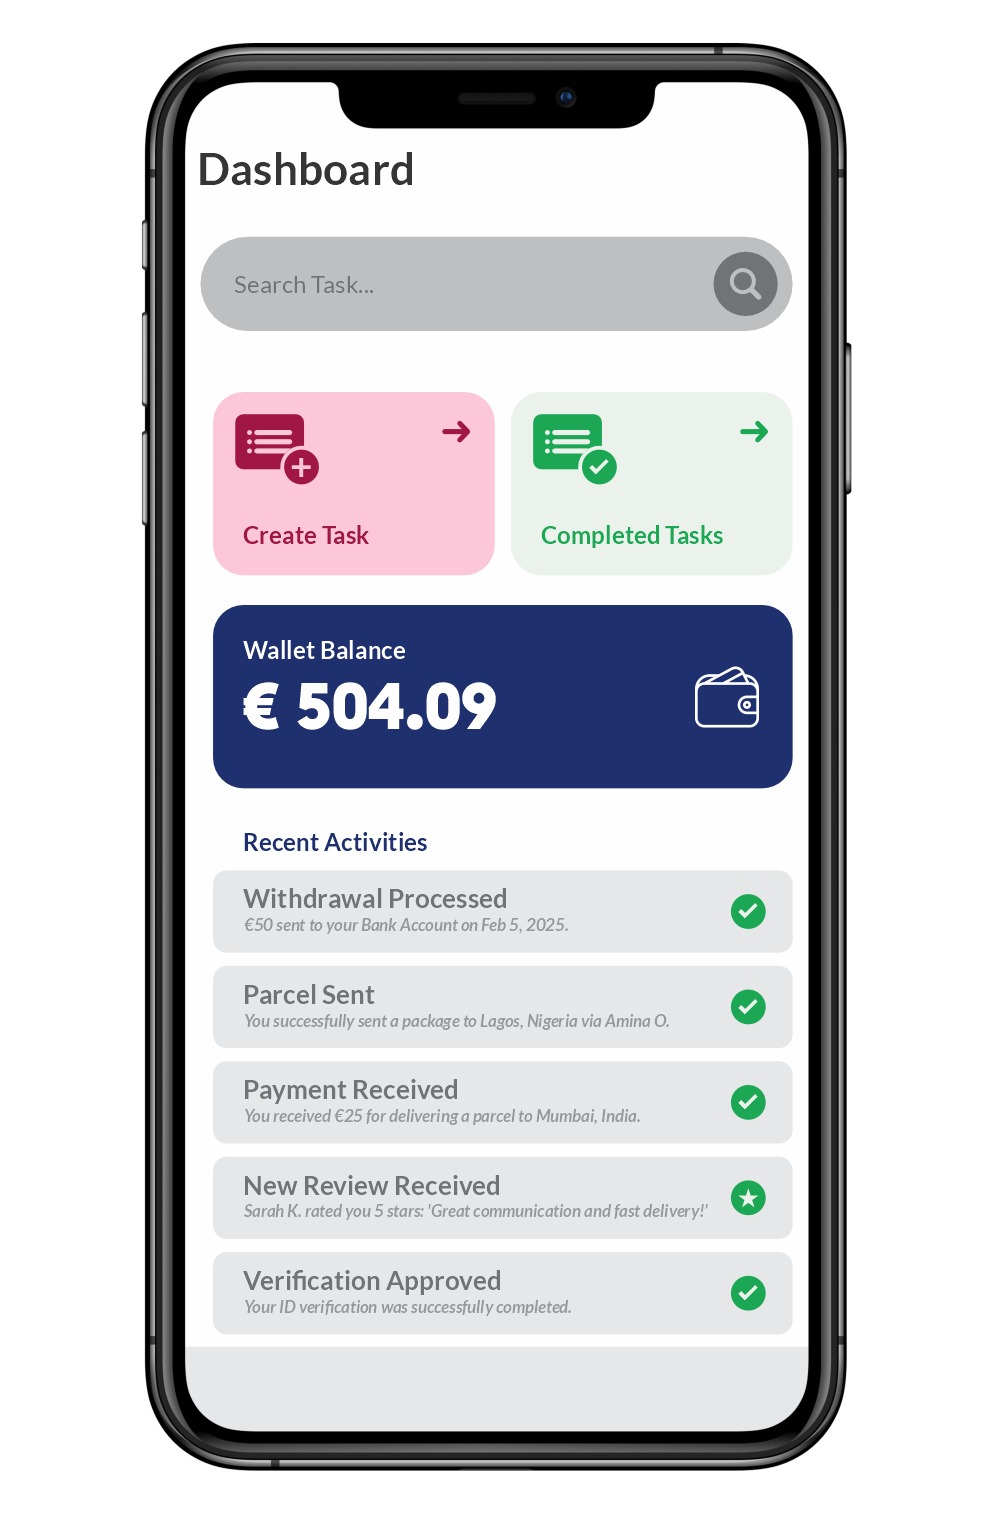 Dashboard
Search Task...
Create Task
Completed Tasks
Wallet Balance
€ 504.09
Recent Activities
Withdrawal Processed
€50 sent to your Bank Account on Feb 5, 2025.
Parcel Sent
You successfully sent a package to Lagos, Nigeria via Amina O.
Payment Received
You received €25 for delivering a parcel to Mumbai, India.
New Review Received
Sarah K. rated you 5 stars: 'Great communication and fast delivery!'
Verification Approved
Your ID verification was successfully completed.